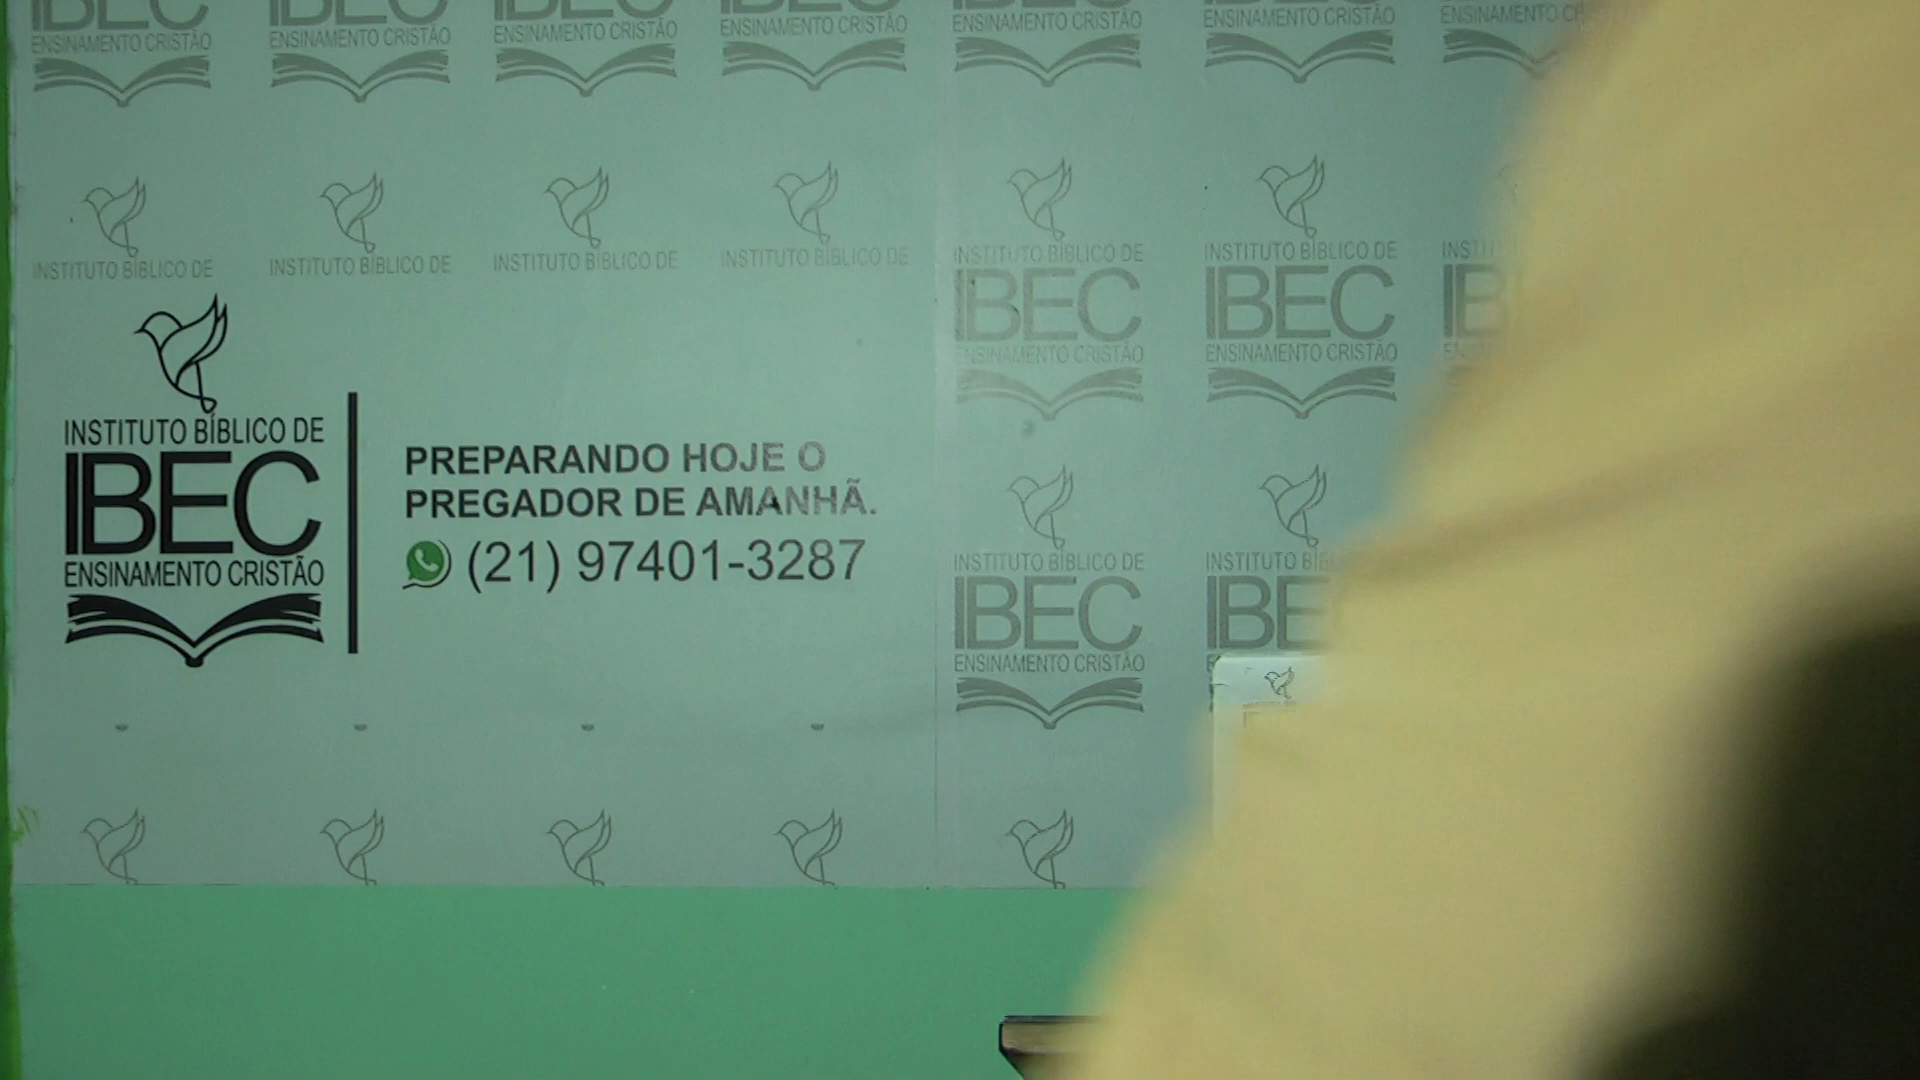 IBEC IBEC IBEC IBEC IBEC IBEC IBEC
ENSINAMENTO CRISTÃO ENSINAMENTO CRISTÃO ENSINAMENTO CRISTÃO ENSINAMENTO CRISTÃO ENSINAMENTO CRISTÃO ENSINAMENTO CRISTÃO ENSINAMENTO
INSTITUTO BÍBLICO DE INSTITUTO BÍBLICO DE INSTITUTO BÍBLICO DE INSTITUTO BÍBLICO DE INSTITUTO BÍBLICO DE INSTITUTO BÍBLICO DE
IBEC IBEC
ENSINAMENTO CRISTÃO ENSINAMENTO CRISTÃO
INSTITUTO BÍBLICO DE
IBEC
ENSINAMENTO CRISTÃO
PREPARANDO HOJE O
PREGADOR DE AMANHÃ.
(21) 97401-3287
INSTITUTO BÍBLICO DE INSTITUTO
IBEC
ENSINAMENTO CRISTÃO